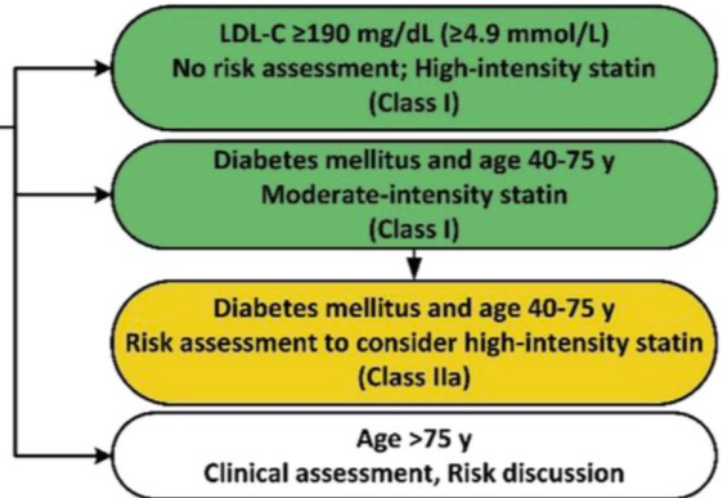 LDL-C ≥190 mg/dL (≥4.9 mmol/L)
No risk assessment; High-intensity statin
(Class I)
Diabetes mellitus and age 40-75 y
Moderate-intensity statin
(Class I)
Diabetes mellitus and age 40-75 y
Risk assessment to consider high-intensity statin
(Class IIa)
Age >75 y
Clinical assessment, Risk discussion